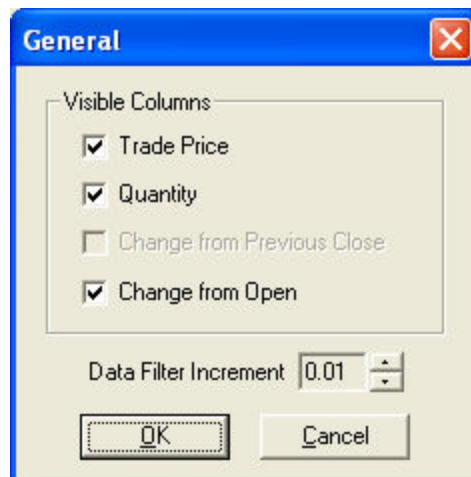 General
Visible Columns
Trade Price
Quantity
Change from Previous Close
Change from Open
Data Filter Increment 0.01
OK Cancel